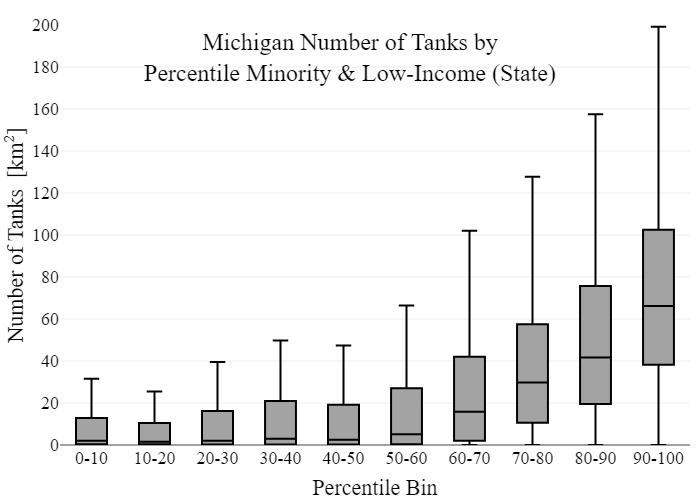 Michigan Number of Tanks by
Percentile Minority & Low-Income (State)
Number of Tanks [km²]
200
180
160
140
120
100
80
60
40
20
0
0-10 10-20 20-30 30-40 40-50 50-60 60-70 70-80 80-90 90-100
Percentile Bin